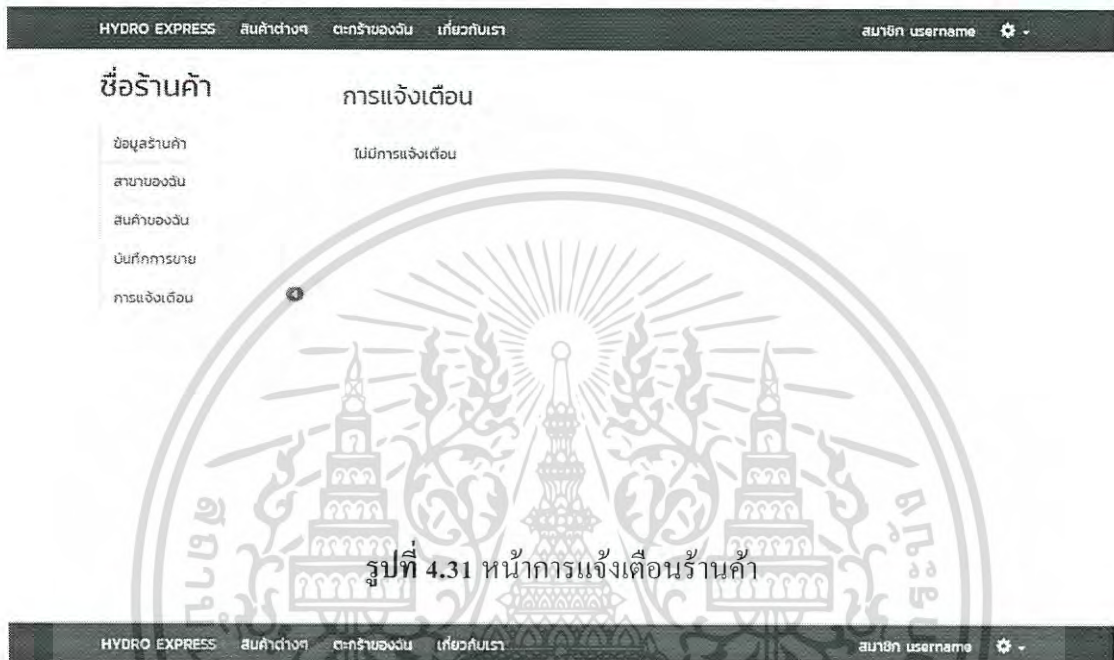 HYDRO EXPRESS สินค้าต่างๆ ตะกร้าของฉัน เกี่ยวกับเรา สมาชิก username
ชื่อร้านค้า
ข้อมูลร้านค้า
สาขาของฉัน
สินค้าของฉัน
บันทึกการขาย
การแจ้งเตือน
การแจ้งเตือน
ไม่มีการแจ้งเตือน
รูปที่ 4.31 หน้าการแจ้งเตือนร้านค้า
HYDRO EXPRESS สินค้าต่างๆ ตะกร้าของฉัน เกี่ยวกับเรา สมาชิก username